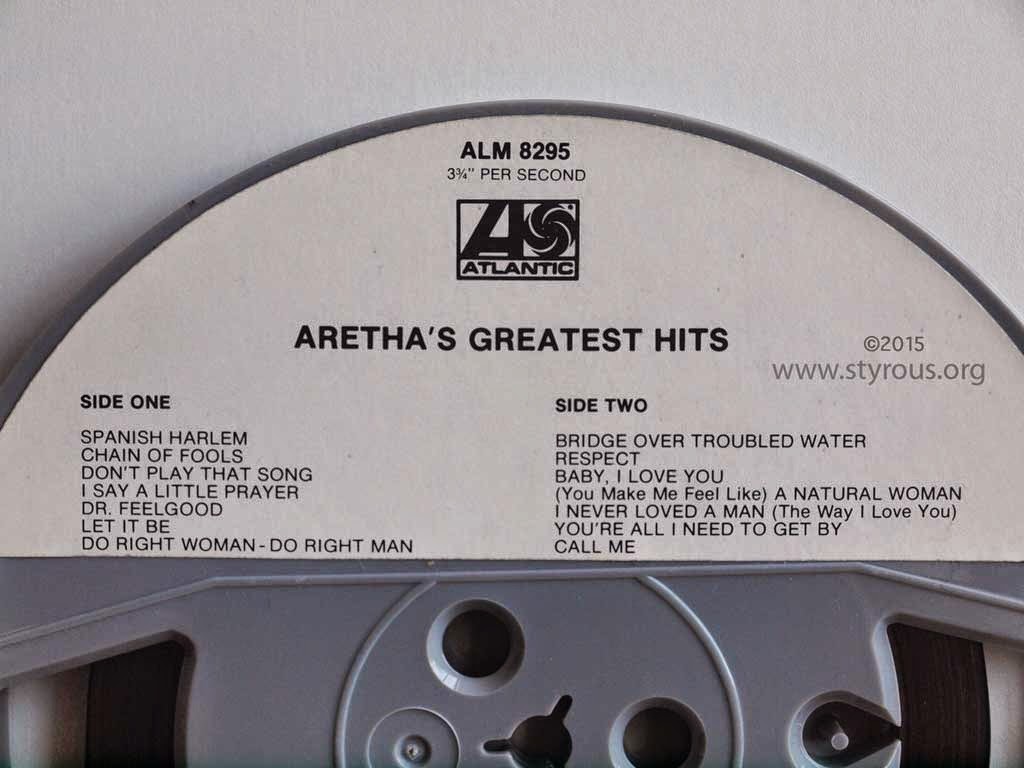 ALM 8295
3¾" PER SECOND
ATLANTIC
ARETHA'S GREATEST HITS
©2015
www.styrous.org
SIDE ONE
SPANISH HARLEM
CHAIN OF FOOLS
DON'T PLAY THAT SONG
I SAY A LITTLE PRAYER
DR. FEELGOOD
LET IT BE
DO RIGHT WOMAN - DO RIGHT MAN
SIDE TWO
BRIDGE OVER TROUBLED WATER
RESPECT
BABY, I LOVE YOU
(You Make Me Feel Like) A NATURAL WOMAN
I NEVER LOVED A MAN (The Way I Love You)
YOU'RE ALL I NEED TO GET BY
CALL ME